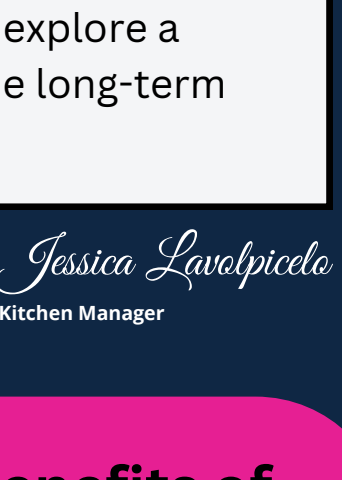 explore a
e long-term
Jessica Lavolpicelo
Kitchen Manager
enefits of